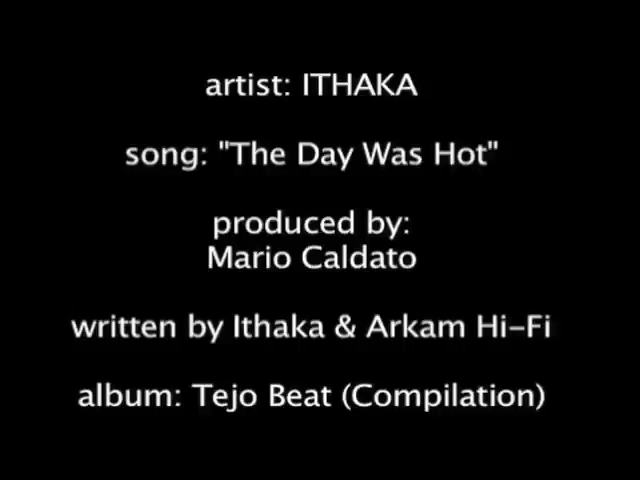 artist: ITHAKA
song: "The Day Was Hot"
produced by:
Mario Caldato
written by Ithaka & Arkam Hi-Fi
album: Tejo Beat (Compilation)